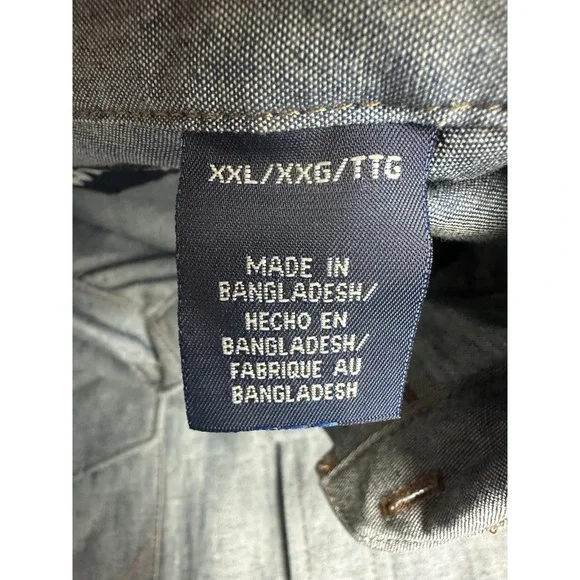 XXL/XXG/TTG
MADE IN
BANGLADESH/
HECHO EN
BANGLADESH/
FABRIQUE AU
BANGLADESH